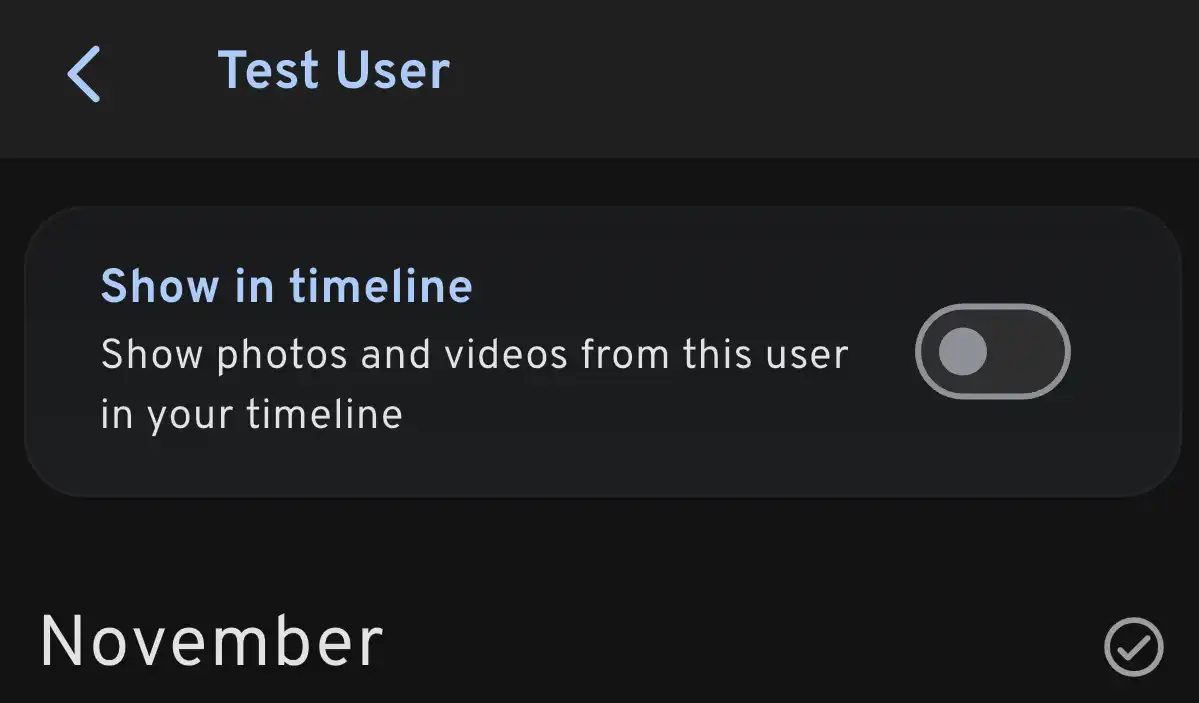 Test User
Show in timeline
Show photos and videos from this user
in your timeline
November